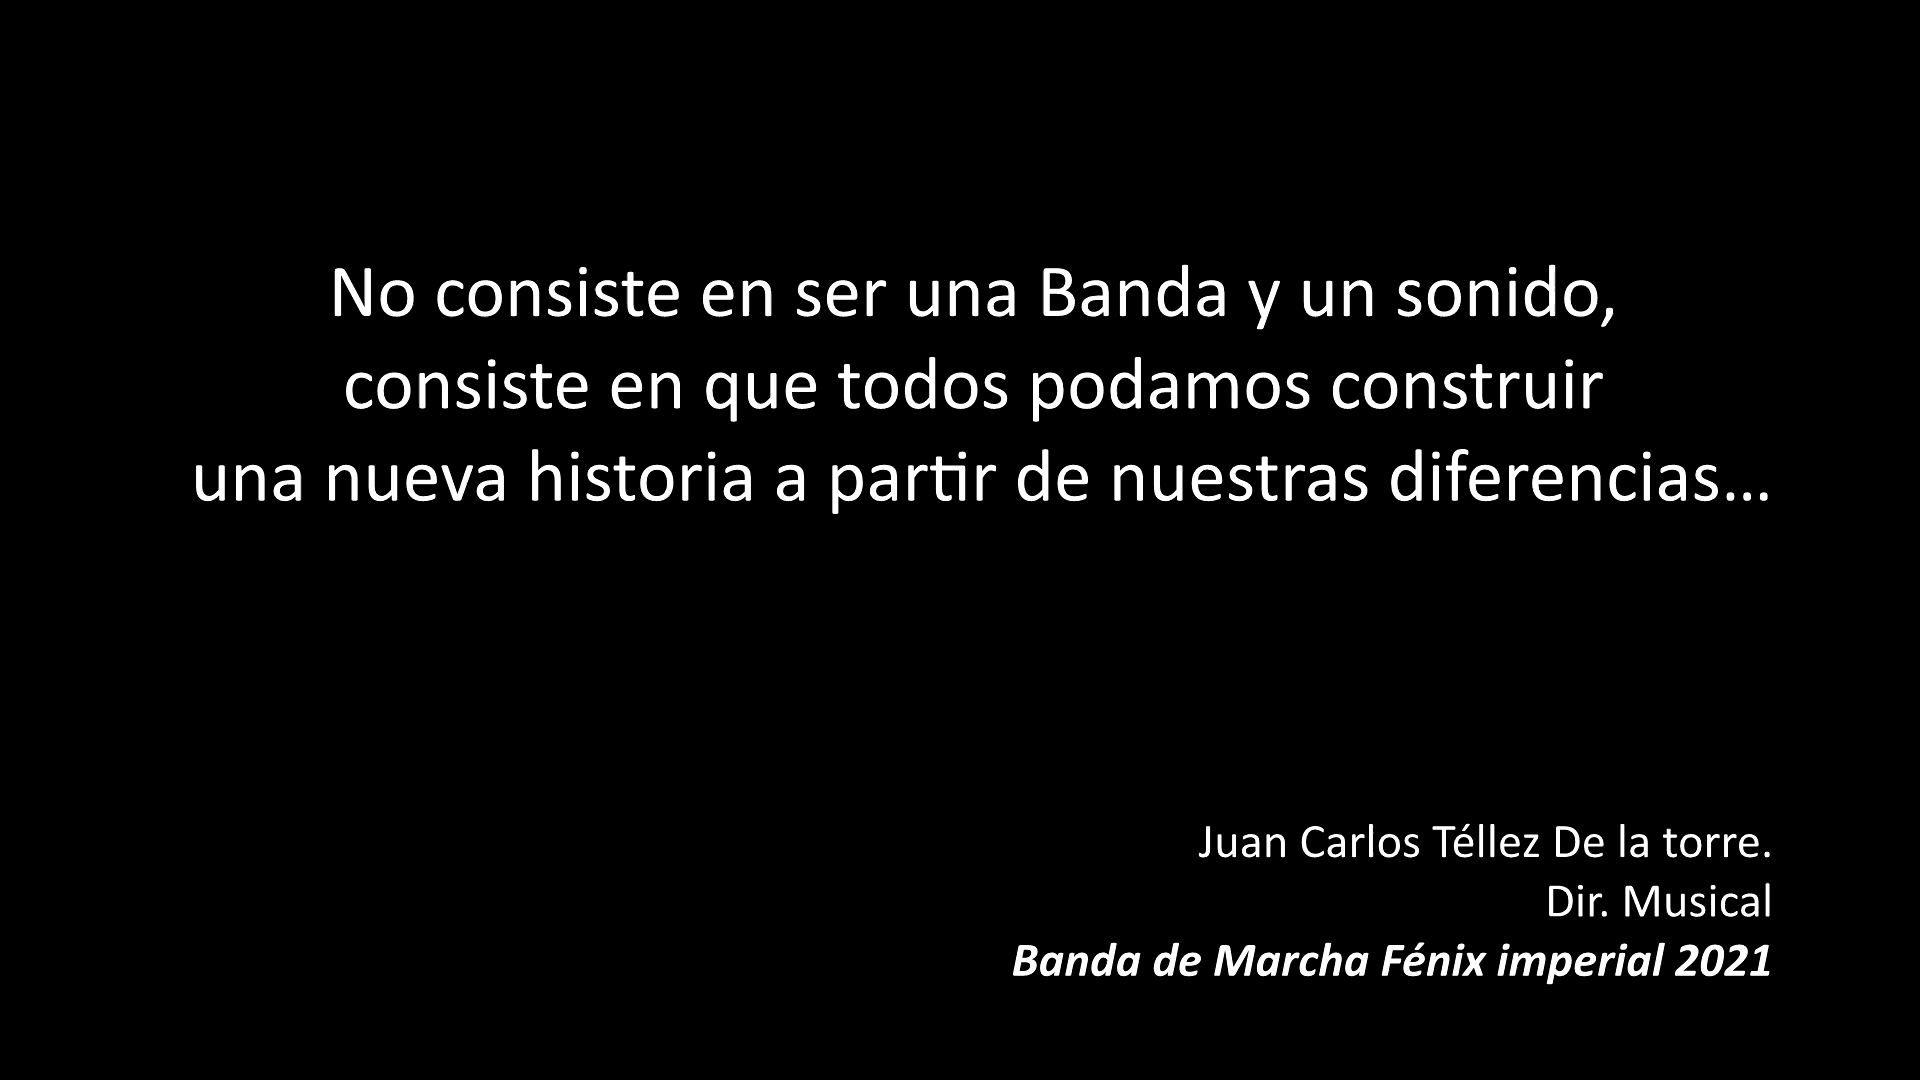 No consiste en ser una Banda y un sonido,
consiste en que todos podamos construir
una nueva historia a partir de nuestras diferencias…
Juan Carlos Téllez De la torre.
Dir. Musical
Banda de Marcha Fénix imperial 2021